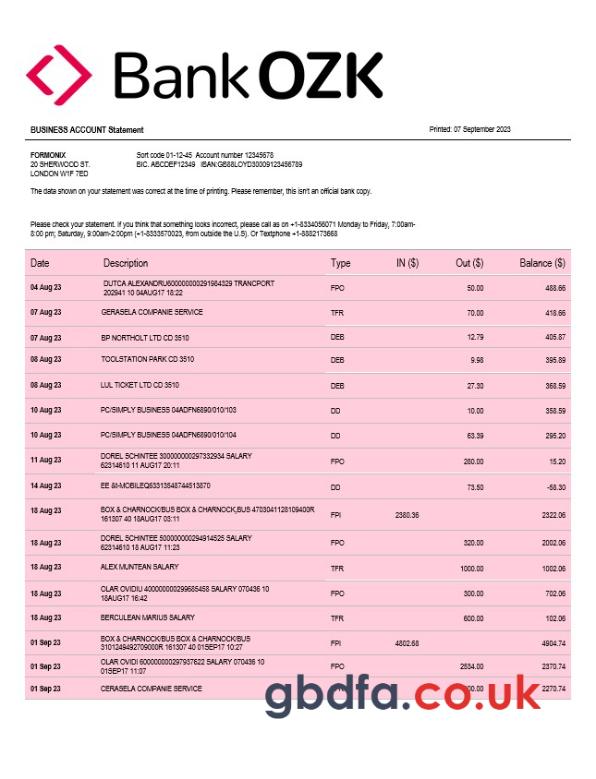 Bank OZK
BUSINESS ACCOUNT Statement Printed: 07 September 2023
FORMONIX Sort code 01-12-45 Account number 12345678
20 SHERWOOD ST. BIC. ABCDEF12349 IBAN:GB88LOYD30009123456789
LONDON W1F 7ED
The data shown on your statement was correct at the time of printing. Please remember, this isn't an official bank copy.
Please check your statement. If you think that something looks incorrect, please call as on +1-8334056071 Monday to Friday, 7:00am-
8:00 pm; Saturday, 9:00am-2:00pm (+1-8333570023, from outside the U.S). Or Textphone +1-8882173668
Date Description Type IN ($) Out ($) Balance ($)
04 Aug 23 DUTCA ALEXANDRU600000000291984329 TRANCPORT FPO 50.00 488.66
202941 10 04AUG17 18:22
07 Aug 23 GERASELA COMPANIE SERVICE TFR 70.00 418.66
07 Aug 23 BP NORTHOLT LTD CD 3510 DEB 12.79 405.87
08 Aug 23 TOOLSTATION PARK CD 3510 DEB 9.98 395.89
08 Aug 23 LUL TICKET LTD CD 3510 DEB 27.30 368.59
10 Aug 23 PC/SIMPLY BUSINESS 04ADFN6890/010/103 DD 10.00 358.59
10 Aug 23 PC/SIMPLY BUSINESS 04ADFN6890/010/104 DD 63.39 295.20
11 Aug 23 DOREL SCHINTEE 300000000297332934 SALARY FPO 280.00 15.20
62314610 11 AUG17 20:11
14 Aug 23 EE &t-MOBILEQ63313548744513870 DD 73.50 -58.30
18 Aug 23 BOX & CHARNOCK/BUS BOX & CHARNOCK,BUS 4703041128109400R FPI 2380.36 2322.06
161307 40 18AUG17 03:11
18 Aug 23 DOREL SCHINTEE 500000000294914525 SALARY FPO 320.00 2002.06
62314610 18 AUG17 11:23
18 Aug 23 ALEX MUNTEAN SALARY TFR 1000.00 1002.06
18 Aug 23 OLAR OVIDIU 400000000299685458 SALARY 070436 10 FPO 300.00 702.06
18AUG17 16:42
18 Aug 23 BERCULEAN MARIUS SALARY TFR 600.00 102.06
01 Sep 23 BOX & CHARNOCK/BUS BOX & CHARNOCK/BUS FPI 4802.68 4904.74
3101249492709000R 161307 40 01SEP17 10:27
01 Sep 23 OLAR OVIDI 600000000297937622 SALARY 070436 10 FPO 2534.00 2370.74
01SEP17 11:07
01 Sep 23 CERASELA COMPANIE SERVICE 2270.74
gbdfa.co.uk